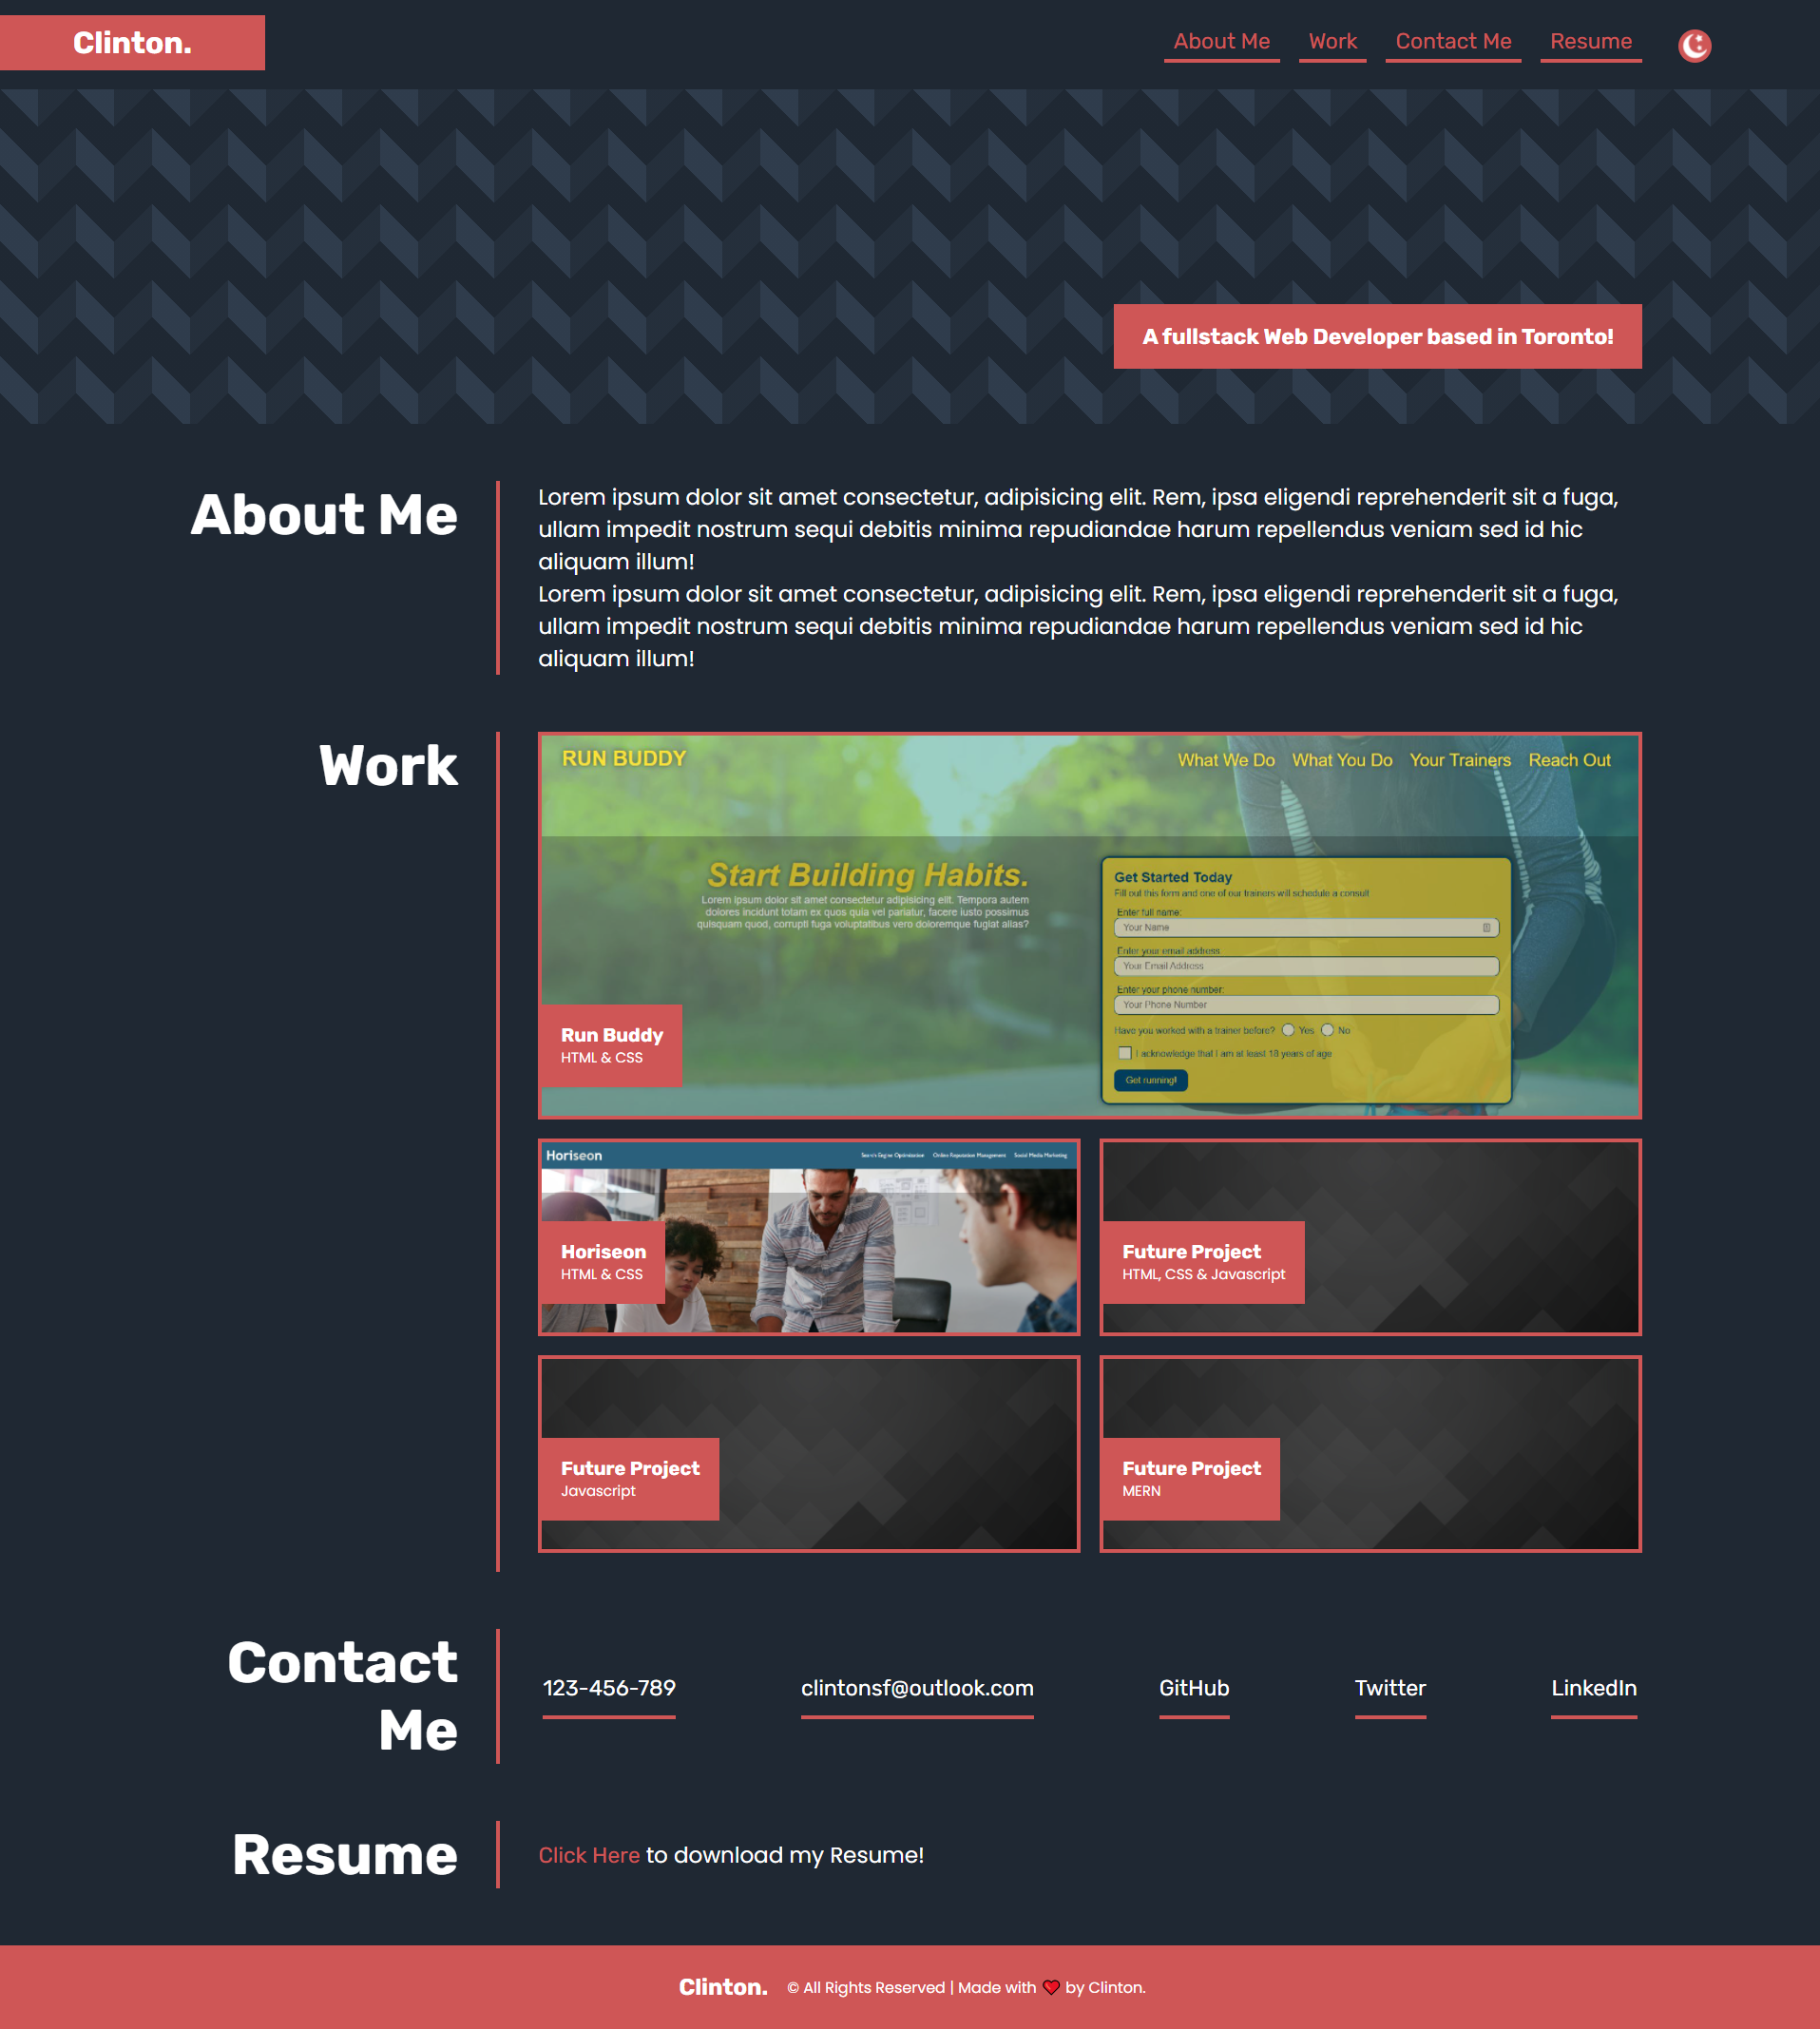 Clinton.
About Me
Work
Contact Me
Resume
A fullstack Web Developer based in Toronto!
About Me
Lorem ipsum dolor sit amet consectetur, adipisicing elit. Rem, ipsa eligendi reprehenderit sit a fuga,
ullam impedit nostrum sequi debitis minima repudiandae harum repellendus veniam sed id hic
aliquam illum!
Lorem ipsum dolor sit amet consectetur, adipisicing elit. Rem, ipsa eligendi reprehenderit sit a fuga,
ullam impedit nostrum sequi debitis minima repudiandae harum repellendus veniam sed id hic
aliquam illum!
Work
RUN BUDDY
What We Do
What You Do
Your Trainers
Reach Out
Start Building Habits.
Lorem ipsum dolor sit amet consectetur adipisicing elit. Tempora autem
dolores incidunt totam ex quos quia vel pariatur, facere iusto possimus
quisquam quod, corrupti fuga voluptatibus vero doloremque fugiat alias?
Get Started Today
Fill out this form and one of our trainers will schedule a consult
Enter full name:
Your Name
Enter your email address
Your Email Address
Enter your phone number:
Your Phone Number
Have you worked with a trainer before? Yes No
I acknowledge that I am at least 18 years of age
Get running!
Run Buddy
HTML & CSS
Horiseon
Search Engine Optimization
Online Reputation Management
Social Media Marketing
Horiseon
HTML & CSS
Future Project
HTML, CSS & Javascript
Future Project
Javascript
Future Project
MERN
Contact
Me
123-456-789
clintonsf@outlook.com
GitHub
Twitter
LinkedIn
Resume
Click Here to download my Resume!
Clinton.
© All Rights Reserved | Made with ❤ by Clinton.